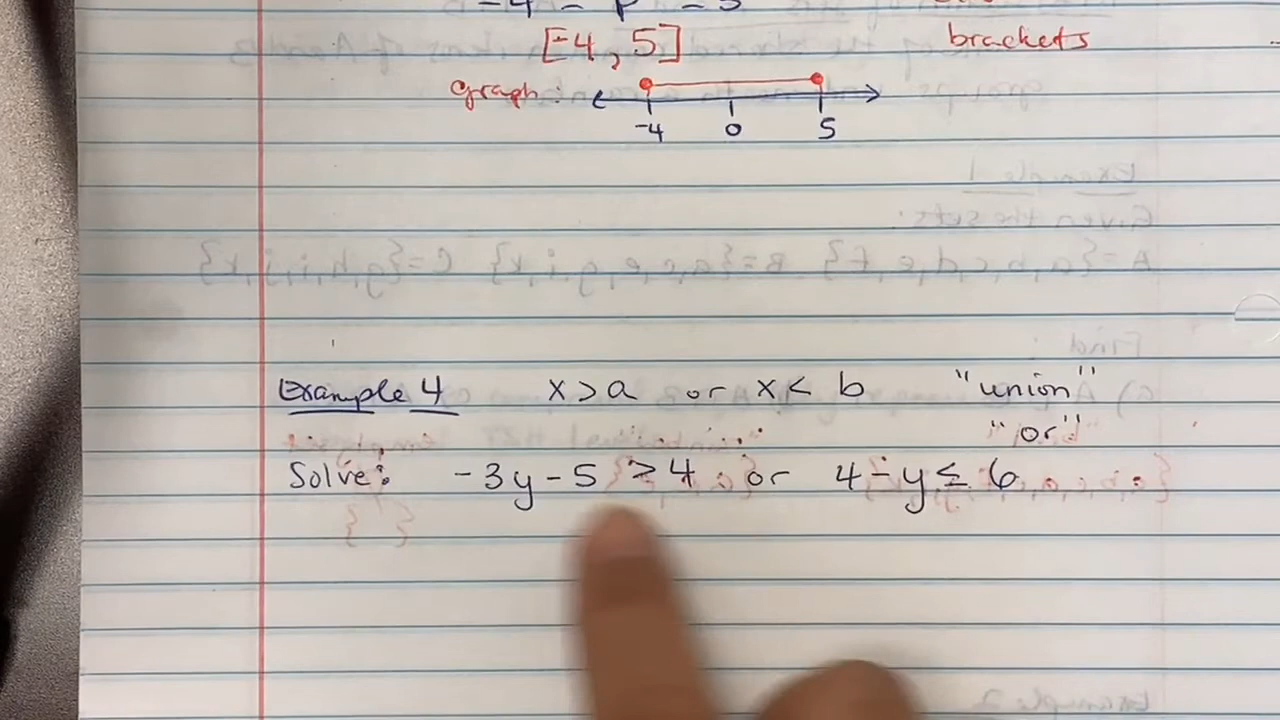 [-4, 5]
brackets
graph:
-4 0 5
Example 4 x > a or x < b "union"
"or"
Solve: -3y - 5 > 4 or 4 - y ≤ 6